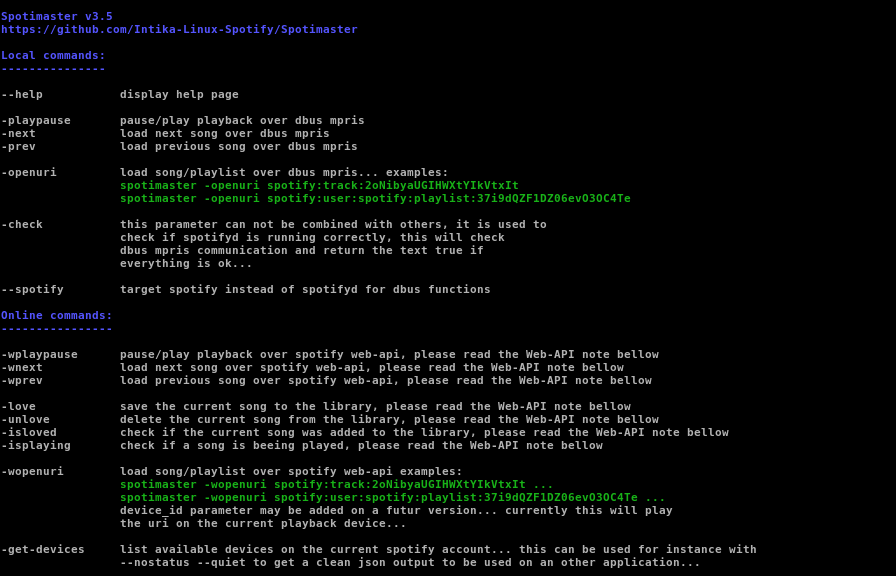 Spotimaster v3.5
https://github.com/Intika-Linux-Spotify/Spotimaster
Local commands:
---------------
--help display help page
-playpause pause/play playback over dbus mpris
-next load next song over dbus mpris
-prev load previous song over dbus mpris
-openuri load song/playlist over dbus mpris... examples:
spotimaster -openuri spotify:track:2oNibyaUGIHWXtYIkVtxIt
spotimaster -openuri spotify:user:spotify:playlist:37i9dQZF1DZ06evO3OC4Te
-check this parameter can not be combined with others, it is used to
check if spotifyd is running correctly, this will check
dbus mpris communication and return the text true if
everything is ok...
--spotify target spotify instead of spotifyd for dbus functions
Online commands:
----------------
-wplaypause pause/play playback over spotify web-api, please read the Web-API note bellow
-wnext load next song over spotify web-api, please read the Web-API note bellow
-wprev load previous song over spotify web-api, please read the Web-API note bellow
-love save the current song to the library, please read the Web-API note bellow
-unlove delete the current song from the library, please read the Web-API note bellow
-isloved check if the current song was added to the library, please read the Web-API note bellow
-isplaying check if a song is beeing played, please read the Web-API note bellow
-wopenuri load song/playlist over spotify web-api examples:
spotimaster -wopenuri spotify:track:2oNibyaUGIHWXtYIkVtxIt ...
spotimaster -wopenuri spotify:user:spotify:playlist:37i9dQZF1DZ06evO3OC4Te ...
device_id parameter may be added on a futur version... currently this will play
the uri on the current playback device...
-get-devices list available devices on the current spotify account... this can be used for instance with
--nostatus --quiet to get a clean json output to be used on an other application...